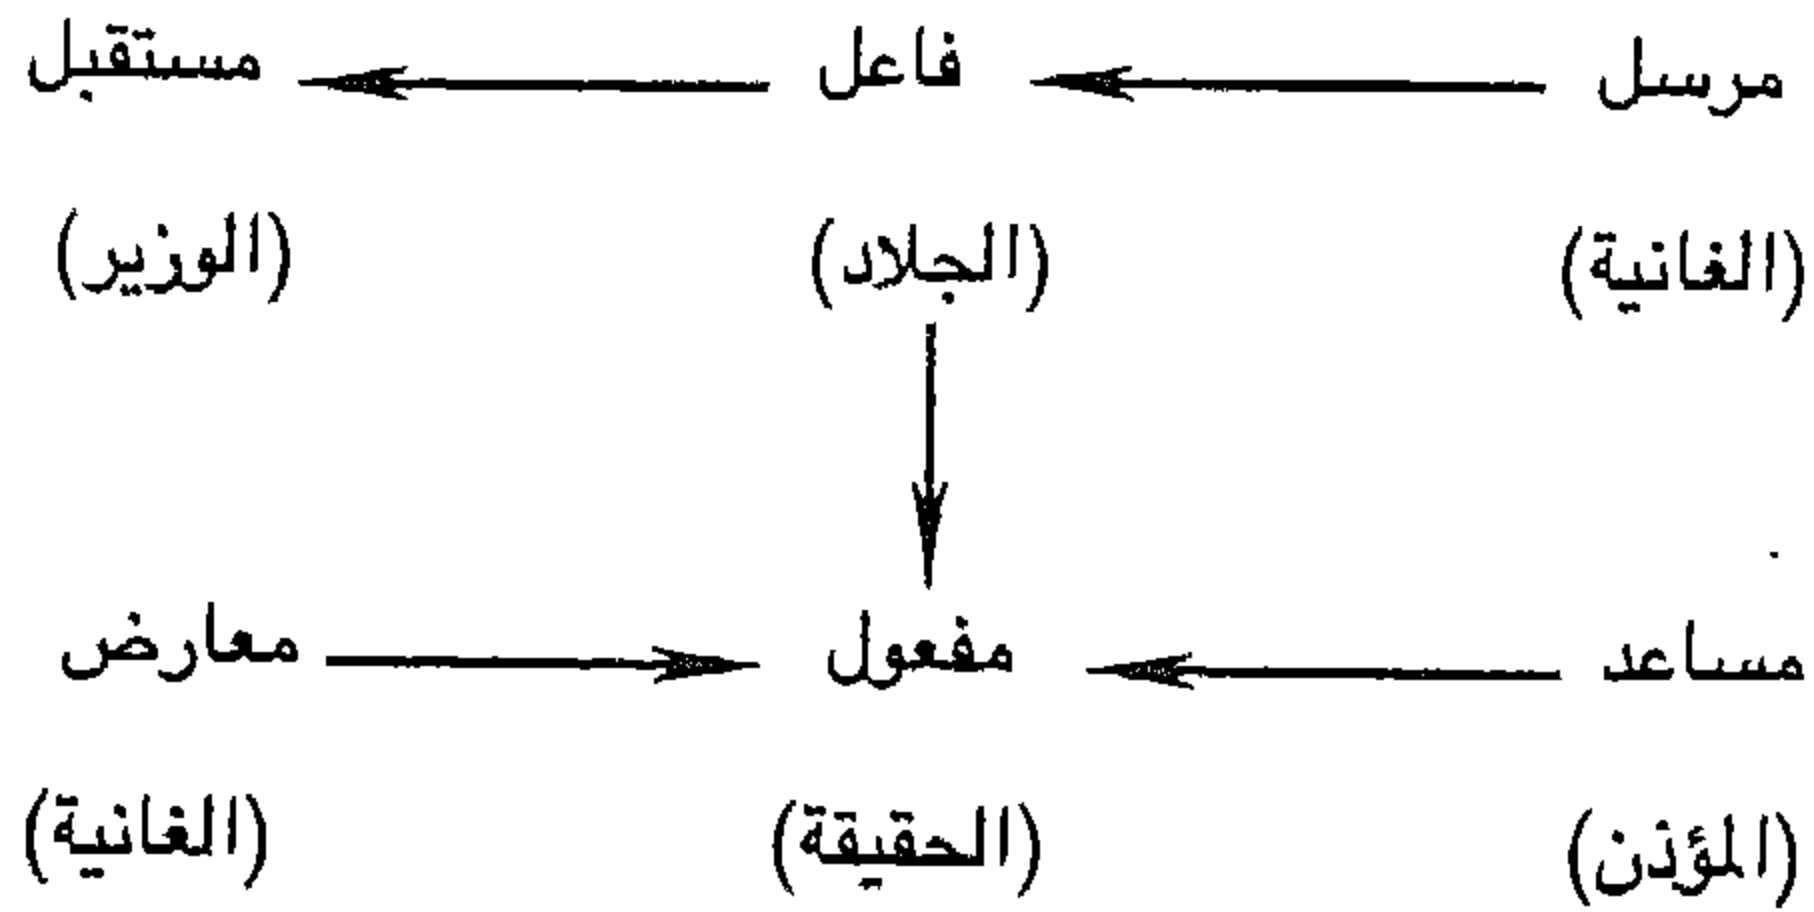 مرسل فاعل مستقبل
(الغانية) (الجلاد) (الوزير)
مساعد مفعول معارض
(المؤذن) (الحقيقة) (الغانية)